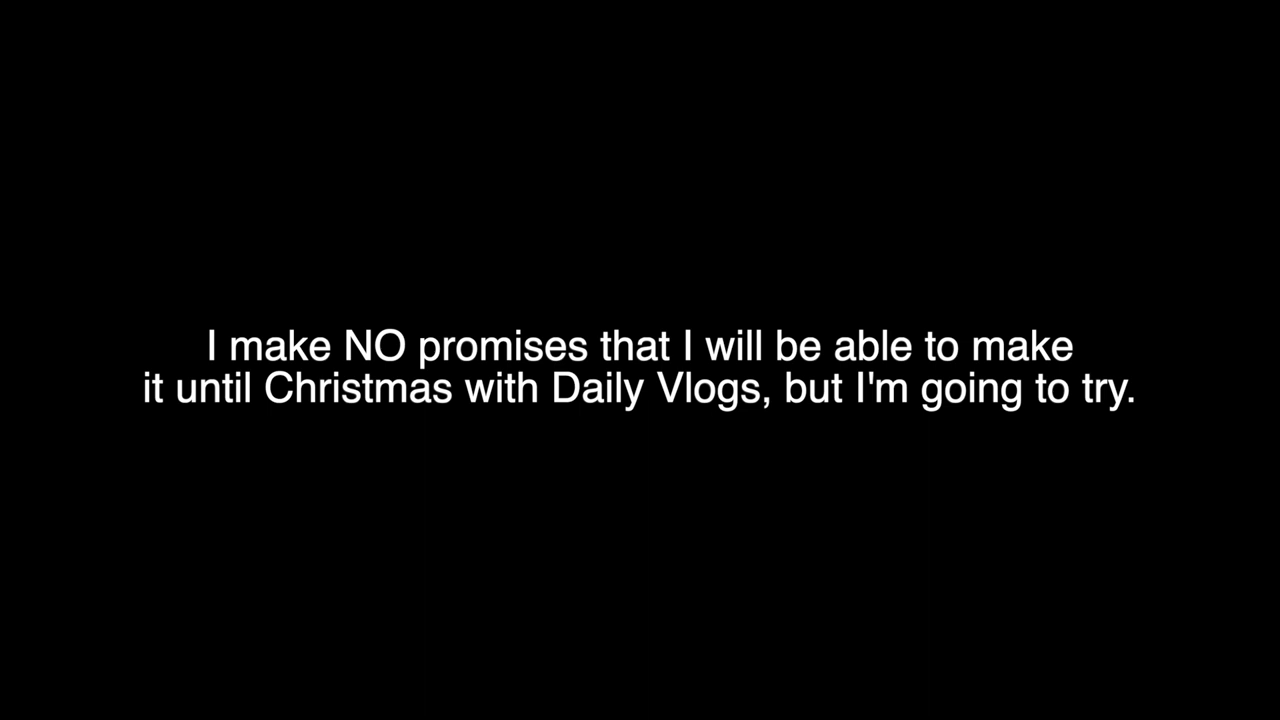 I make NO promises that I will be able to make
it until Christmas with Daily Vlogs, but I'm going to try.